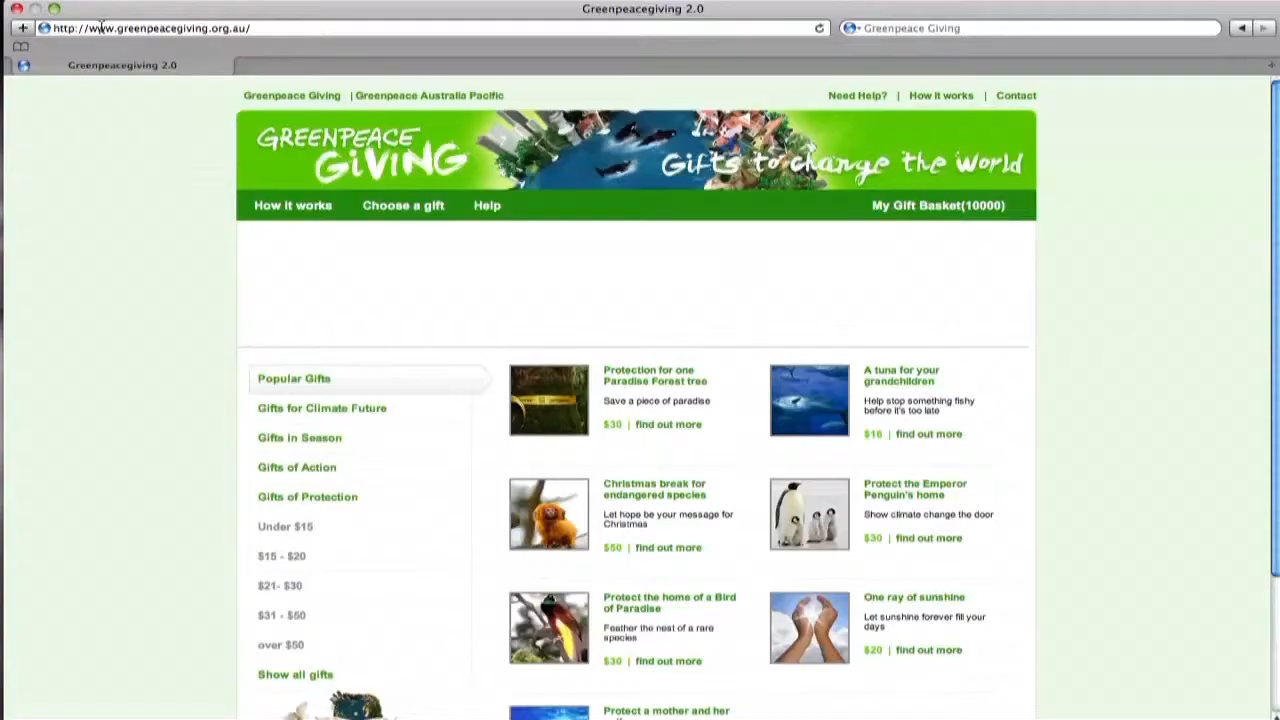 Greenpeacegiving 2.0
http://www.greenpeacegiving.org.au/
Greenpeace Giving
Greenpeacegiving 2.0
Greenpeace Giving | Greenpeace Australia Pacific
Need Help? | How it works | Contact
GREENPEACE
GiViNG
Gifts to change the World
How it works
Choose a gift
Help
My Gift Basket(10000)
Popular Gifts
Gifts for Climate Future
Gifts in Season
Gifts of Action
Gifts of Protection
Under $15
$15 - $20
$21- $30
$31 - $50
over $50
Show all gifts
Protection for one
Paradise Forest tree
Save a piece of paradise
$30 | find out more
A tuna for your
grandchildren
Help stop something fishy
before it's too late
$16 | find out more
Christmas break for
endangered species
Let hope be your message for
Christmas
$50 | find out more
Protect the Emperor
Penguin's home
Show climate change the door
$30 | find out more
Protect the home of a Bird
of Paradise
Feather the nest of a rare
species
$30 | find out more
One ray of sunshine
Let sunshine forever fill your
days
$20 | find out more
Protect a mother and her